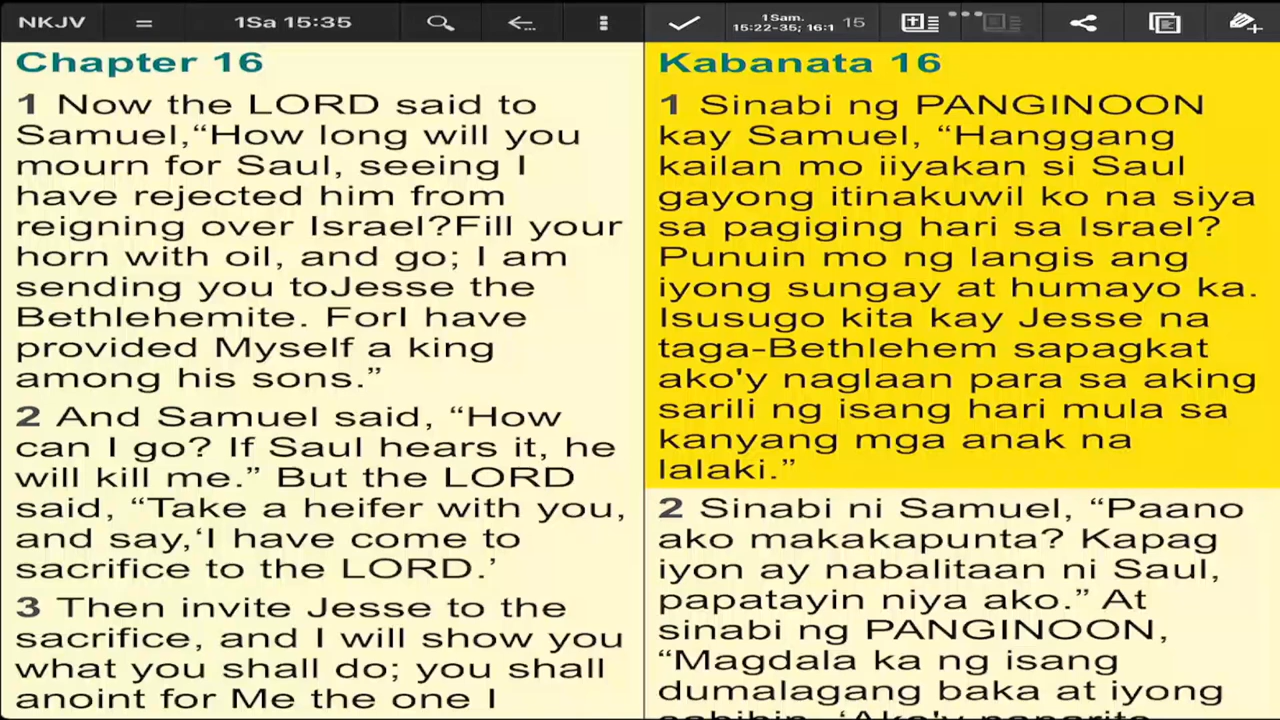 NKJV
1Sa 15:35
1Sam.
15:22-35; 16:1
15
Chapter 16
1 Now the LORD said to
Samuel,“How long will you
mourn for Saul, seeing I
have rejected him from
reigning over Israel?Fill your
horn with oil, and go; I am
sending you toJesse the
Bethlehemite. ForI have
provided Myself a king
among his sons.”
2 And Samuel said, “How
can I go? If Saul hears it, he
will kill me.” But the LORD
said, “Take a heifer with you,
and say,‘I have come to
sacrifice to the LORD.’
3 Then invite Jesse to the
sacrifice, and I will show you
what you shall do; you shall
anoint for Me the one I
Kabanata 16
1 Sinabi ng PANGINOON
kay Samuel, “Hanggang
kailan mo iiyakan si Saul
gayong itinakuwil ko na siya
sa pagiging hari sa Israel?
Punuin mo ng langis ang
iyong sungay at humayo ka.
Isusugo kita kay Jesse na
taga-Bethlehem sapagkat
ako'y naglaan para sa aking
sarili ng isang hari mula sa
kanyang mga anak na
lalaki.”
2 Sinabi ni Samuel, “Paano
ako makakapunta? Kapag
iyon ay nabalitaan ni Saul,
papatayin niya ako.” At
sinabi ng PANGINOON,
“Magdala ka ng isang
dumalagang baka at iyong